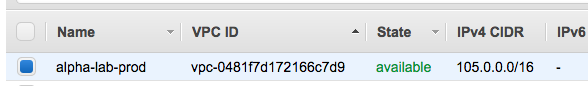 Name VPC ID State IPv4 CIDR IPv6
alpha-lab-prod vpc-0481f7d172166c7d9 available 105.0.0.0/16 -